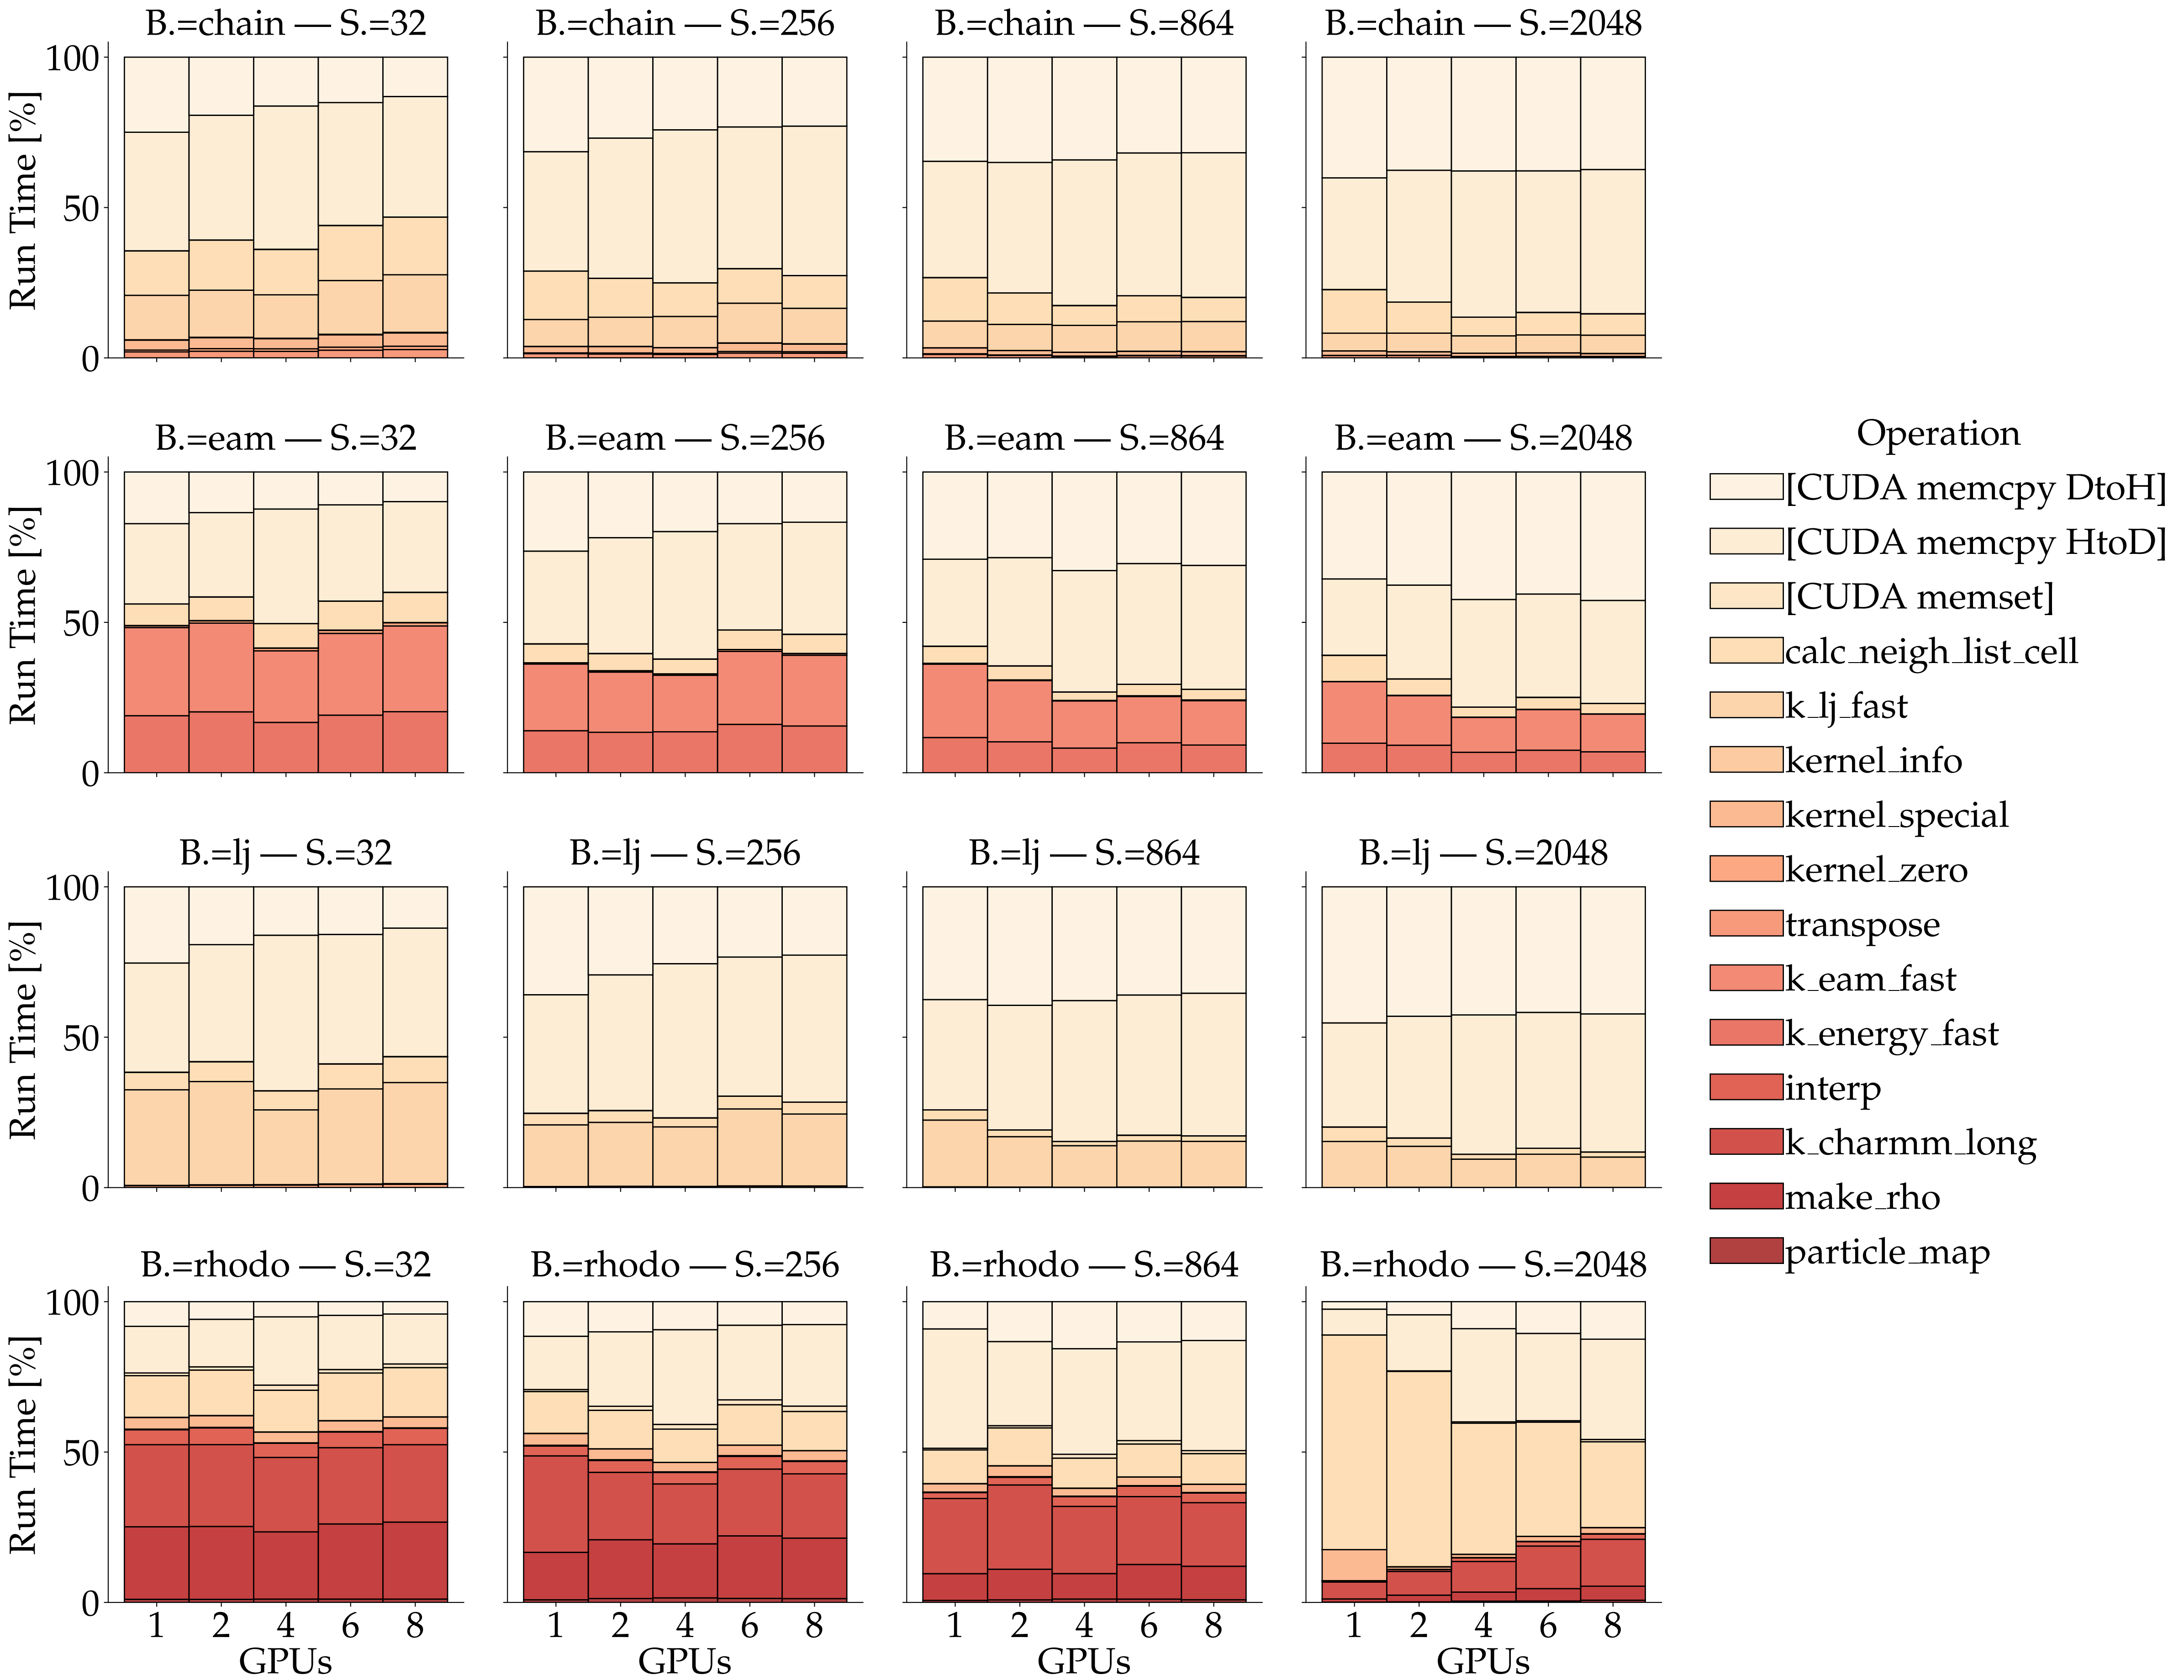 B.=chain — S.=32
B.=chain — S.=256
B.=chain — S.=864
B.=chain — S.=2048
Run Time [%]
100
50
0
B.=eam — S.=32
B.=eam — S.=256
B.=eam — S.=864
B.=eam — S.=2048
Run Time [%]
100
50
0
B.=lj — S.=32
B.=lj — S.=256
B.=lj — S.=864
B.=lj — S.=2048
Run Time [%]
100
50
0
B.=rhodo — S.=32
B.=rhodo — S.=256
B.=rhodo — S.=864
B.=rhodo — S.=2048
Run Time [%]
100
50
0
1 2 4 6 8
GPUs
1 2 4 6 8
GPUs
1 2 4 6 8
GPUs
1 2 4 6 8
GPUs
Operation
[CUDA memcpy DtoH]
[CUDA memcpy HtoD]
[CUDA memset]
calc_neigh_list_cell
k_lj_fast
kernel_info
kernel_special
kernel_zero
transpose
k_eam_fast
k_energy_fast
interp
k_charmm_long
make_rho
particle_map